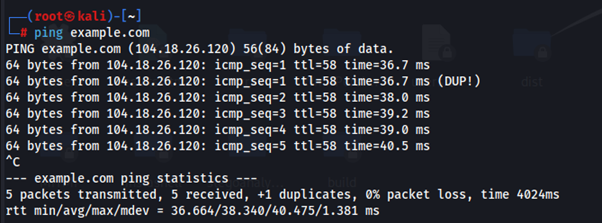 ┌──(root㉿kali)-[~]
└─# ping example.com
PING example.com (104.18.26.120) 56(84) bytes of data.
64 bytes from 104.18.26.120: icmp_seq=1 ttl=58 time=36.7 ms
64 bytes from 104.18.26.120: icmp_seq=1 ttl=58 time=36.7 ms (DUP!)
64 bytes from 104.18.26.120: icmp_seq=2 ttl=58 time=38.0 ms
64 bytes from 104.18.26.120: icmp_seq=3 ttl=58 time=39.2 ms
64 bytes from 104.18.26.120: icmp_seq=4 ttl=58 time=39.0 ms
64 bytes from 104.18.26.120: icmp_seq=5 ttl=58 time=40.5 ms
^C
--- example.com ping statistics ---
5 packets transmitted, 5 received, +1 duplicates, 0% packet loss, time 4024ms
rtt min/avg/max/mdev = 36.664/38.340/40.475/1.381 ms
dist
build